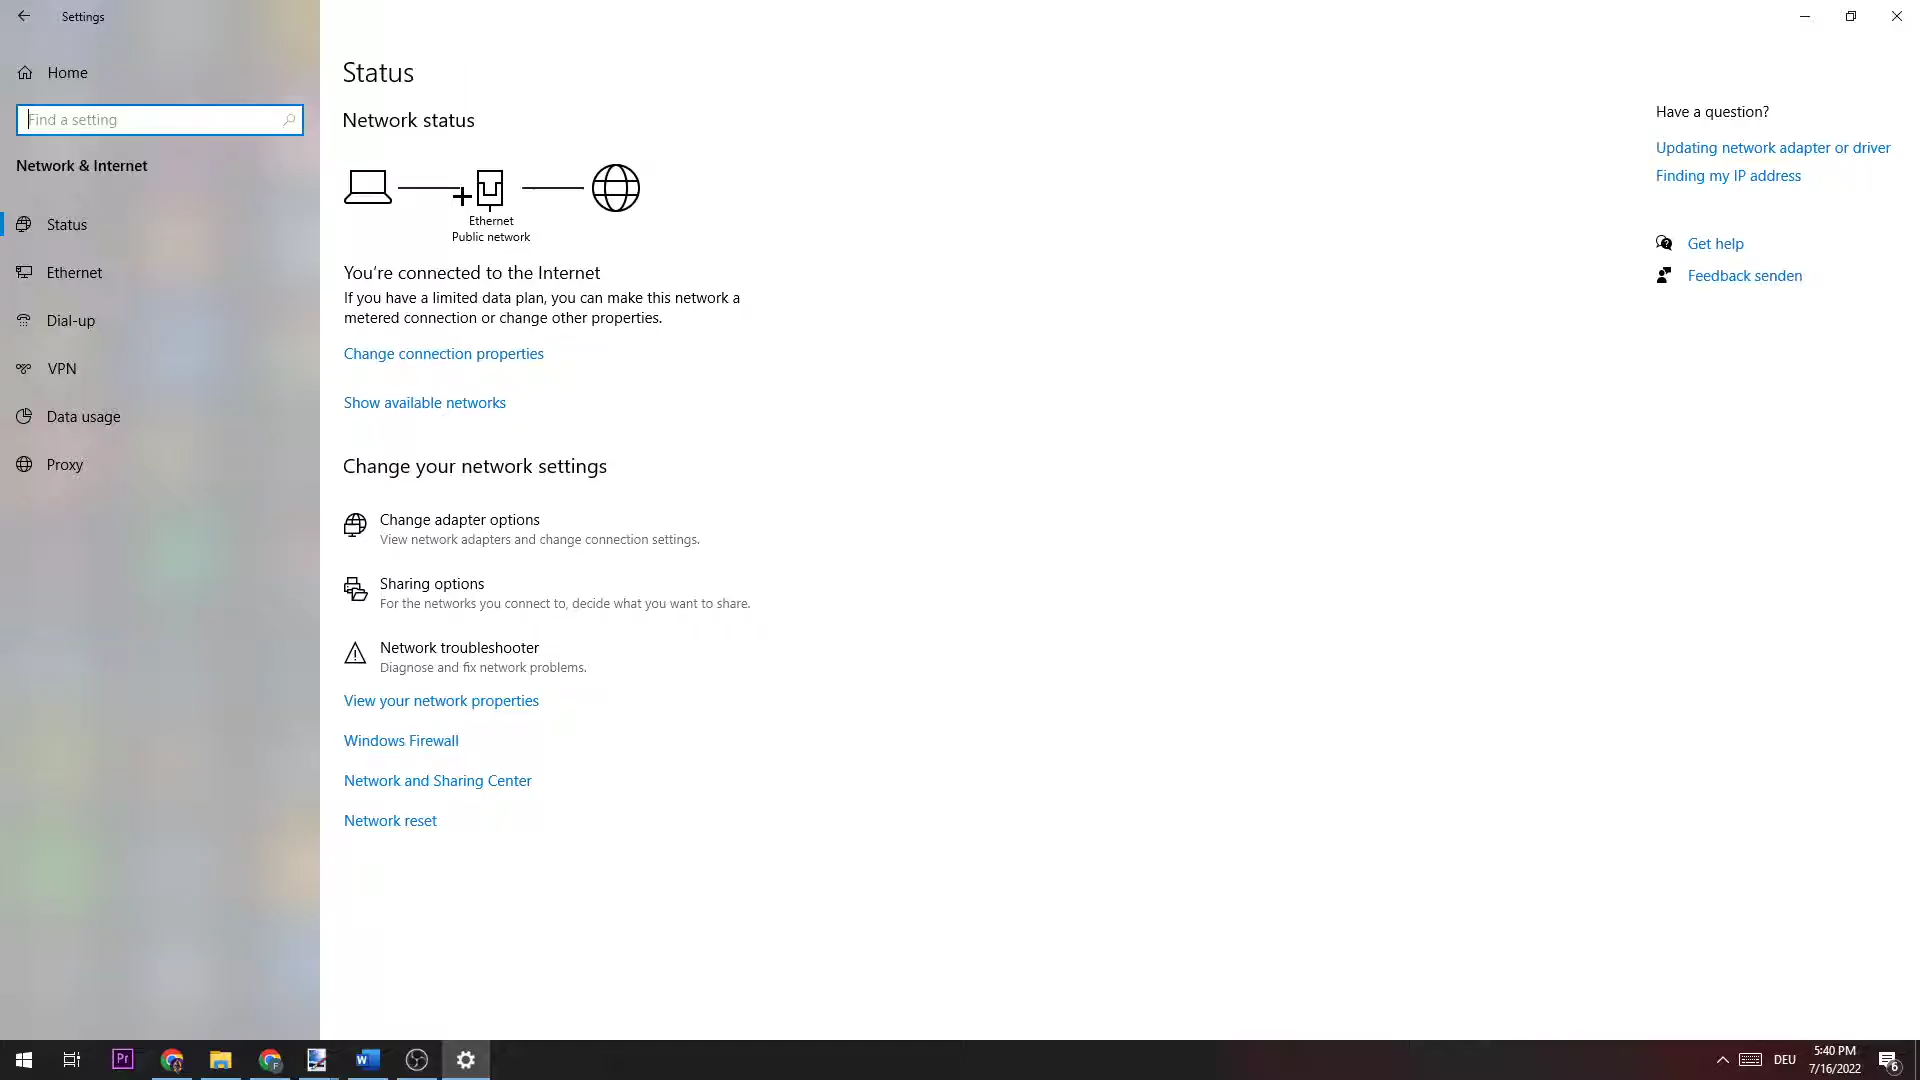 Settings
Home
Find a setting
Network & Internet
Status
Ethernet
Dial-up
VPN
Data usage
Proxy
Status
Network status
Ethernet
Public network
You're connected to the Internet
If you have a limited data plan, you can make this network a
metered connection or change other properties.
Change connection properties
Show available networks
Change your network settings
Change adapter options
View network adapters and change connection settings.
Sharing options
For the networks you connect to, decide what you want to share.
Network troubleshooter
Diagnose and fix network problems.
View your network properties
Windows Firewall
Network and Sharing Center
Network reset
Have a question?
Updating network adapter or driver
Finding my IP address
Get help
Feedback senden
Pr
F
W
DEU
5:40 PM
7/16/2022
6